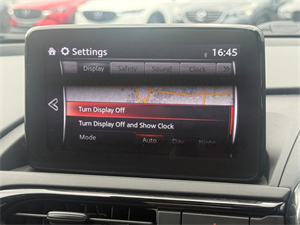 Settings 16:45
Display Safety Sound Clock >>
Turn Display Off
Turn Display Off and Show Clock
Mode Auto Day Night